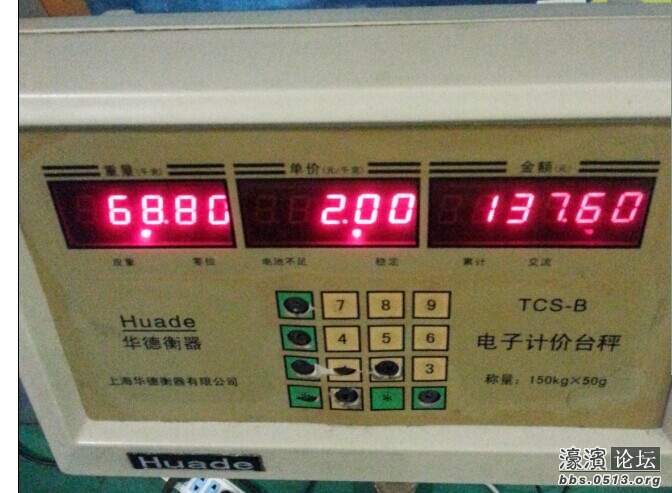 重量(千克) 单价(元/千克) 金额(元)
68.80 2.00 137.60
皮重 零位 电池不足 稳定 累计 交流
7 8 9
4 5 6
3
*
Huade
华德衡器
上海华德衡器有限公司
TCS-B
电子计价台秤
称量：150kg×50g
Huade
濠滨论坛
bbs.0513.org